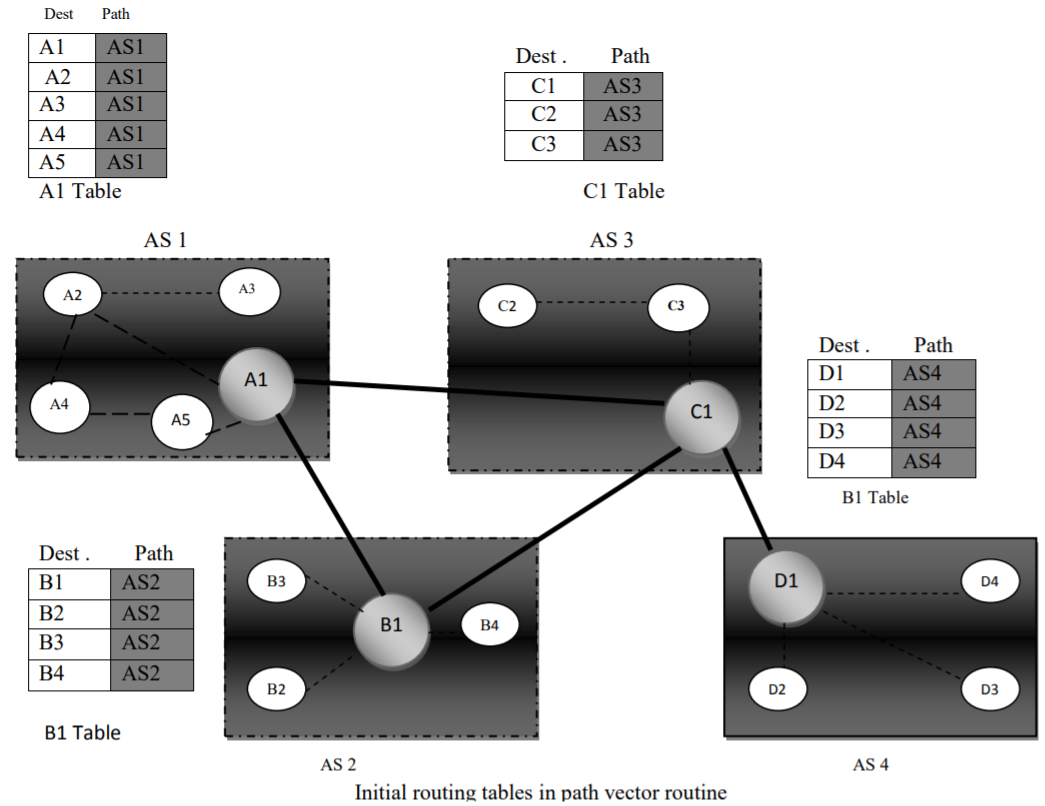 Dest Path
A1 AS1
A2 AS1
A3 AS1
A4 AS1
A5 AS1
A1 Table
Dest . Path
C1 AS3
C2 AS3
C3 AS3
C1 Table
AS 1
AS 3
A2
A3
A1
A4
A5
C2
C3
C1
Dest . Path
D1 AS4
D2 AS4
D3 AS4
D4 AS4
B1 Table
Dest . Path
B1 AS2
B2 AS2
B3 AS2
B4 AS2
B1 Table
B3
B1
B4
B2
D1
D4
D2
D3
AS 2
AS 4
Initial routing tables in path vector routine